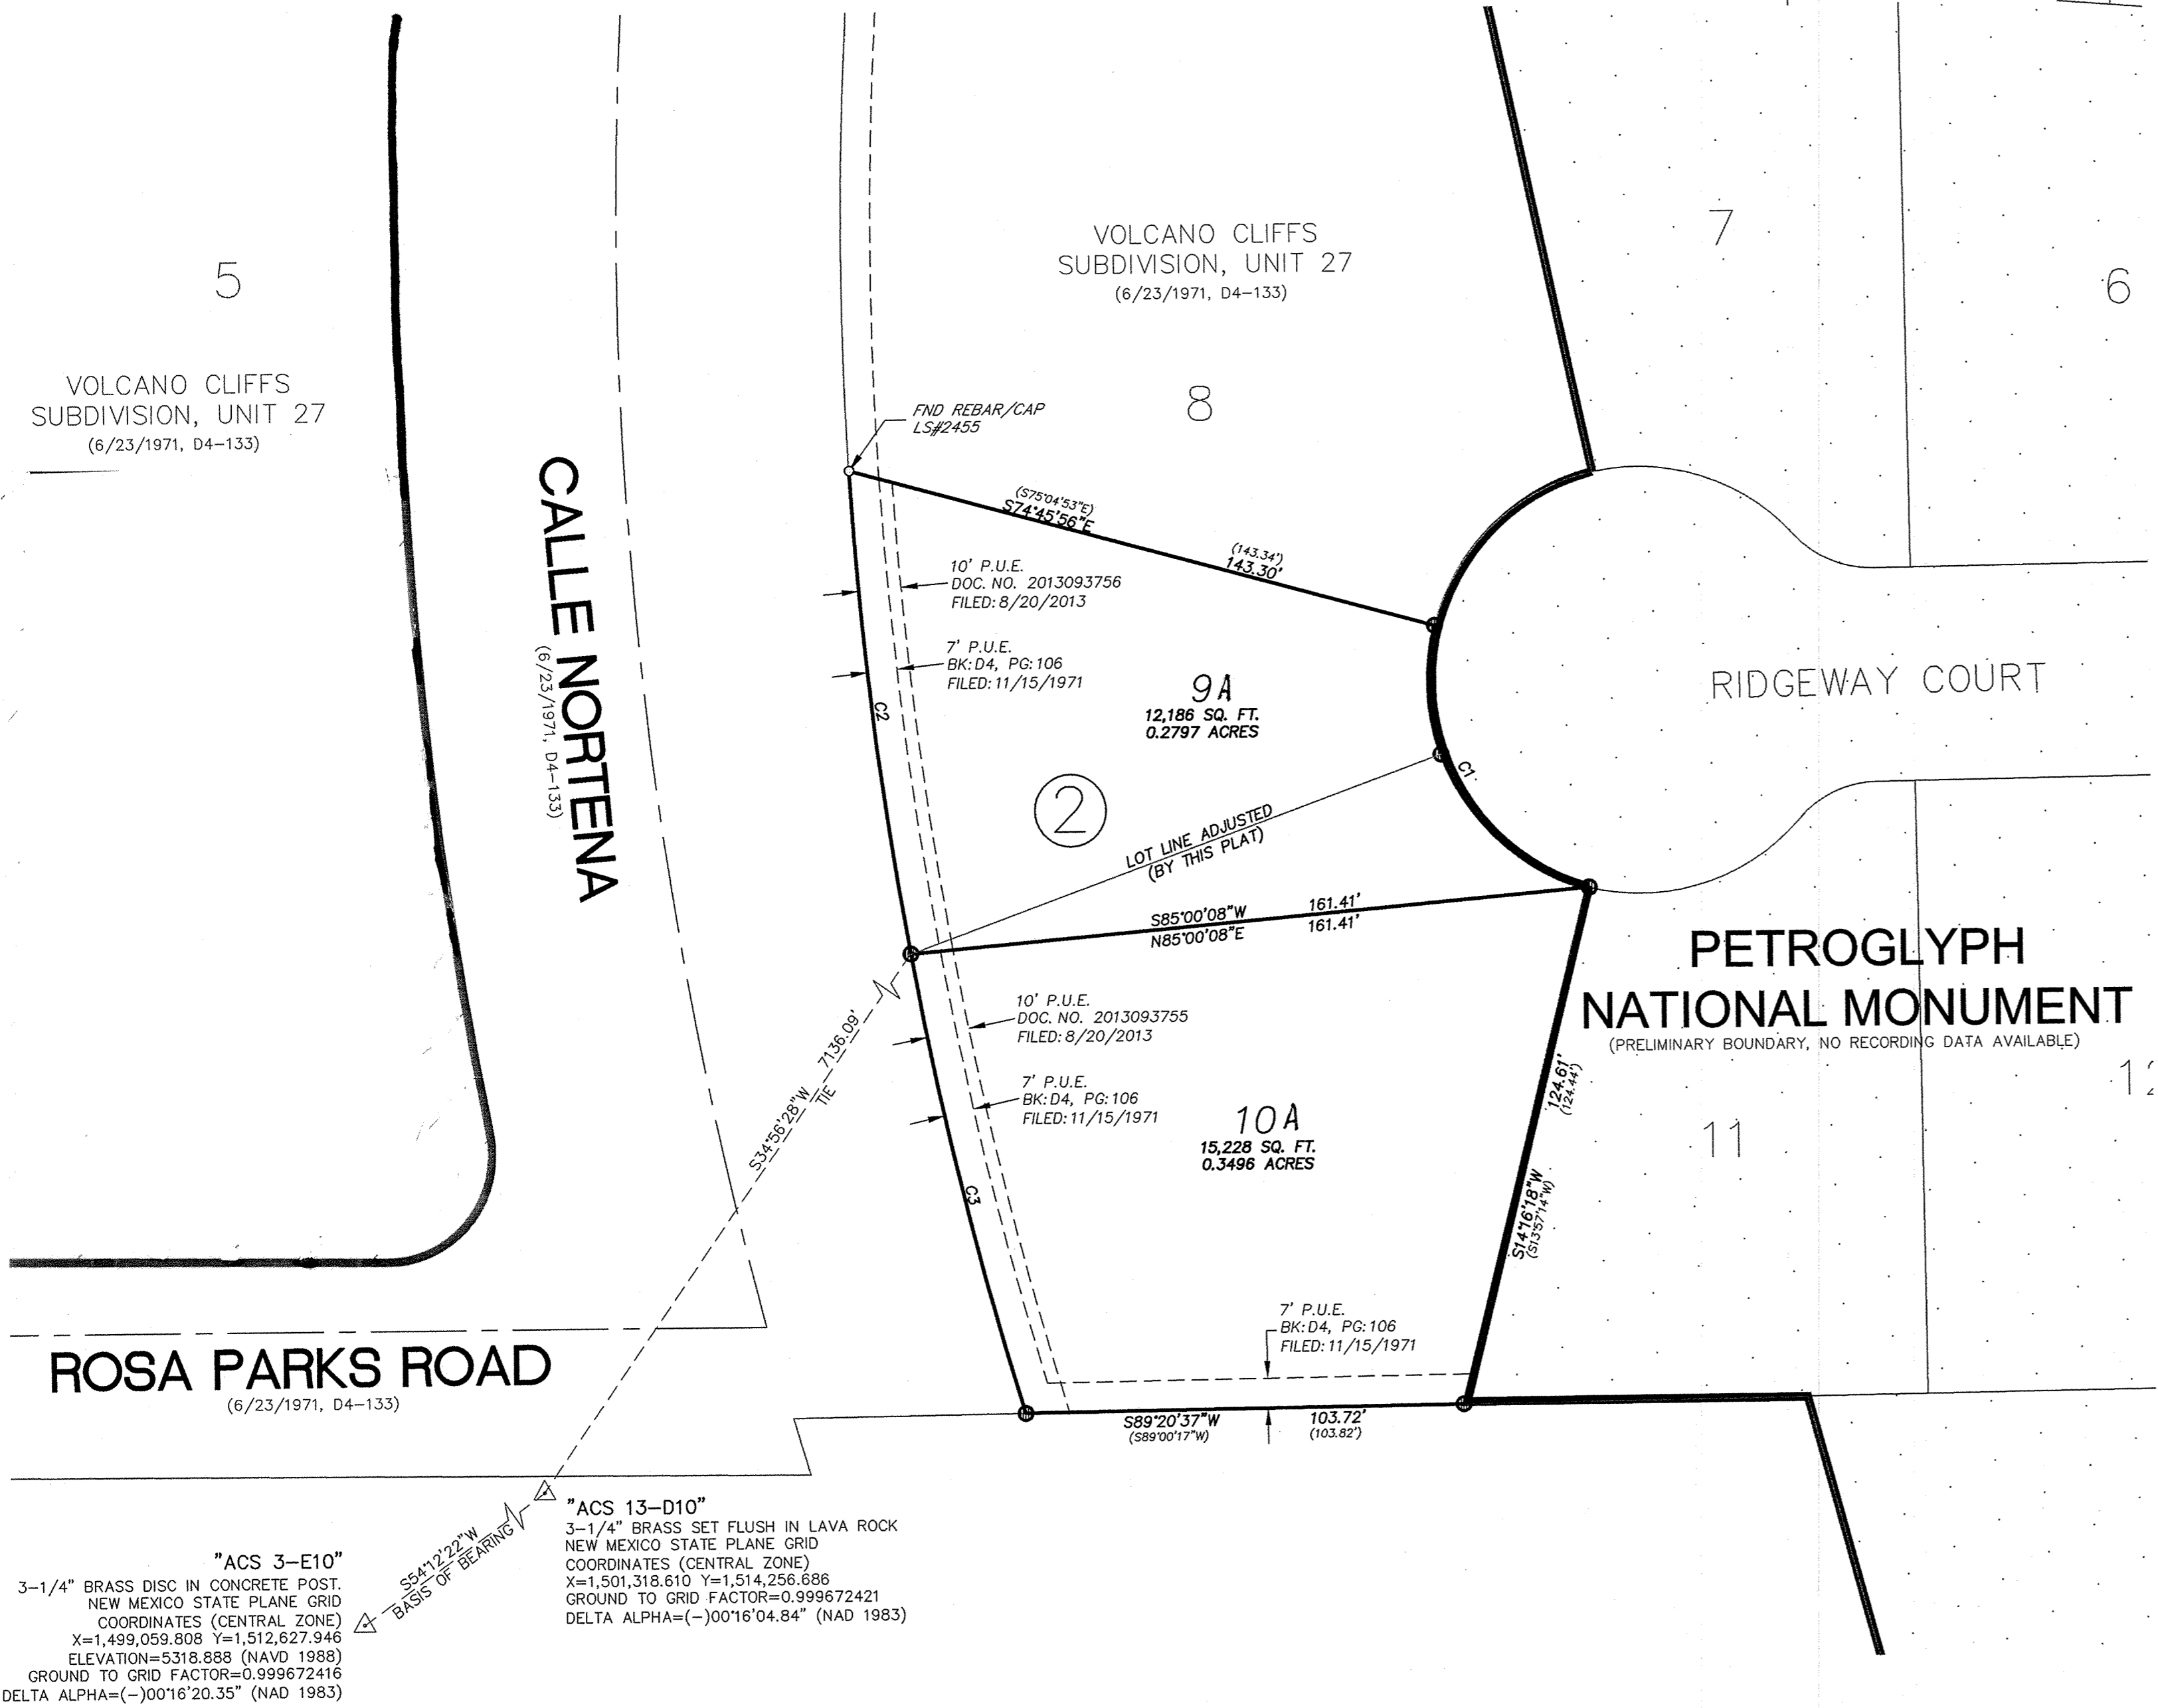 5
VOLCANO CLIFFS
SUBDIVISION, UNIT 27
(6/23/1971, D4-133)
VOLCANO CLIFFS
SUBDIVISION, UNIT 27
(6/23/1971, D4-133)
8
7
6
FND REBAR/CAP
LS#2455
CALLE NORTENA
(6/23/1971, D4-133)
(S75°04'53"E)
S74°45'56"E
(143.34')
143.30'
10' P.U.E.
DOC. NO. 2013093756
FILED: 8/20/2013
7' P.U.E.
BK: D4, PG: 106
FILED: 11/15/1971
C2
9A
12,186 SQ. FT.
0.2797 ACRES
RIDGEWAY COURT
C1
2
LOT LINE ADJUSTED
(BY THIS PLAT)
S85°00'08"W 161.41'
N85°00'08"E 161.41'
PETROGLYPH
NATIONAL MONUMENT
(PRELIMINARY BOUNDARY, NO RECORDING DATA AVAILABLE)
10' P.U.E.
DOC. NO. 2013093755
FILED: 8/20/2013
7' P.U.E.
BK: D4, PG: 106
FILED: 11/15/1971
S34°56'28"W 7136.09'
TIE
C3
10A
15,228 SQ. FT.
0.3496 ACRES
124.61'
(124.44')
S14°16'18"W
(S13°57'14"W)
11
12
7' P.U.E.
BK: D4, PG: 106
FILED: 11/15/1971
ROSA PARKS ROAD
(6/23/1971, D4-133)
S89°20'37"W 103.72'
(S89°00'17"W) (103.82')
"ACS 13-D10"
3-1/4" BRASS SET FLUSH IN LAVA ROCK
NEW MEXICO STATE PLANE GRID
COORDINATES (CENTRAL ZONE)
X=1,501,318.610 Y=1,514,256.686
GROUND TO GRID FACTOR=0.999672421
DELTA ALPHA=(-)00°16'04.84" (NAD 1983)
S54°12'22"W
BASIS OF BEARING
"ACS 3-E10"
3-1/4" BRASS DISC IN CONCRETE POST.
NEW MEXICO STATE PLANE GRID
COORDINATES (CENTRAL ZONE)
X=1,499,059.808 Y=1,512,627.946
ELEVATION=5318.888 (NAVD 1988)
GROUND TO GRID FACTOR=0.999672416
DELTA ALPHA=(-)00°16'20.35" (NAD 1983)